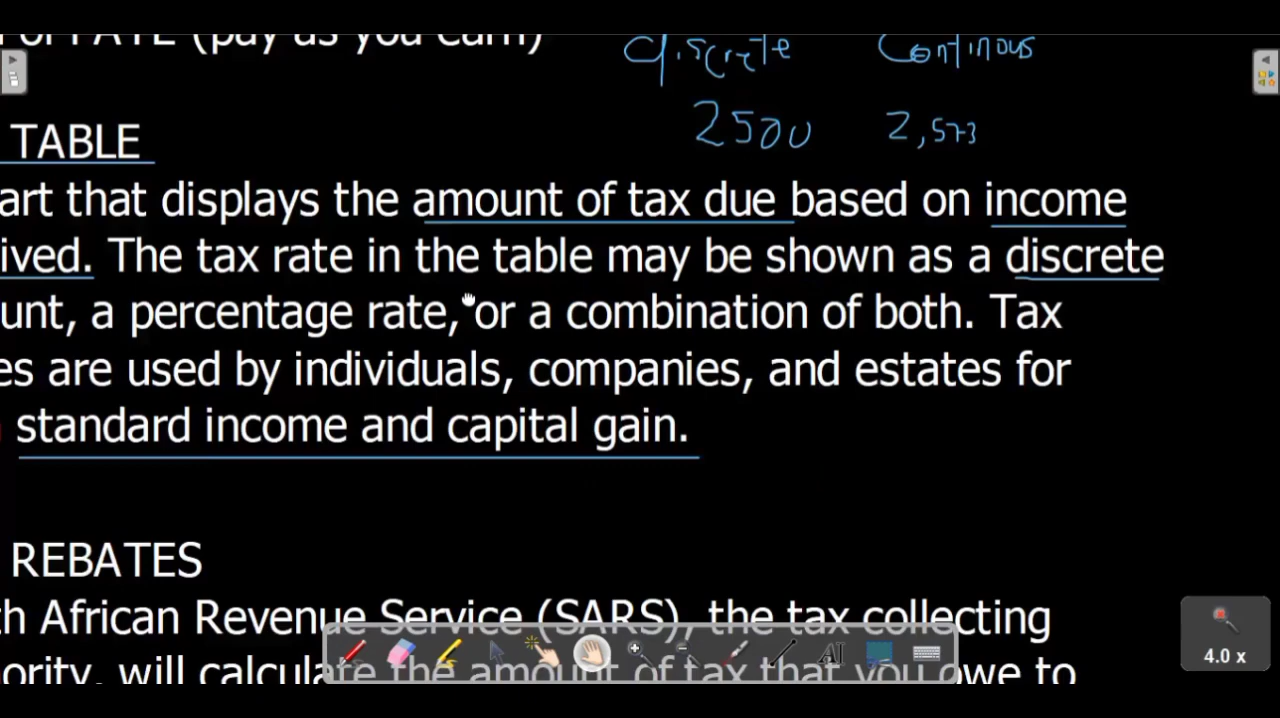 (pay as you earn)
discrete continous
2500 2,573
TABLE
art that displays the amount of tax due based on income
ived. The tax rate in the table may be shown as a discrete
unt, a percentage rate, or a combination of both. Tax
es are used by individuals, companies, and estates for
standard income and capital gain.
REBATES
th African Revenue Service (SARS), the tax collecting
ority, will calculate the amount of tax that you owe to
AI
4.0 x